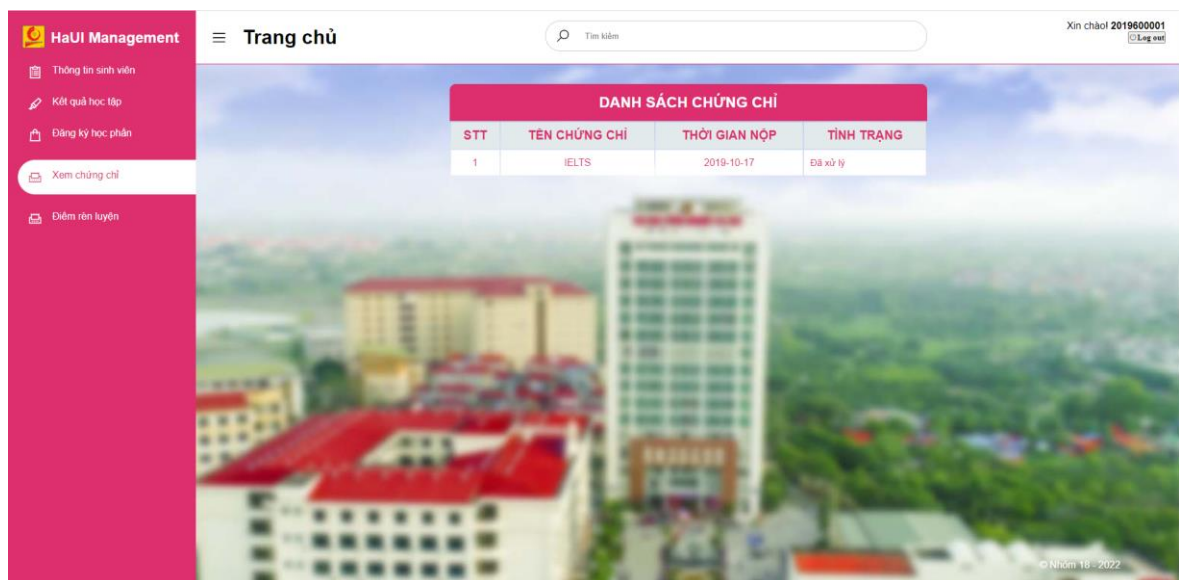 HaUI Management
Trang chủ
Tìm kiếm
Xin chào! 2019600001
Log out
Thông tin sinh viên
Kết quả học tập
Đăng ký học phần
Xem chứng chỉ
Điểm rèn luyện
DANH SÁCH CHỨNG CHỈ
STT TÊN CHỨNG CHỈ THỜI GIAN NỘP TÌNH TRẠNG
1 IELTS 2019-10-17 Đã xử lý
© Nhóm 18 - 2022